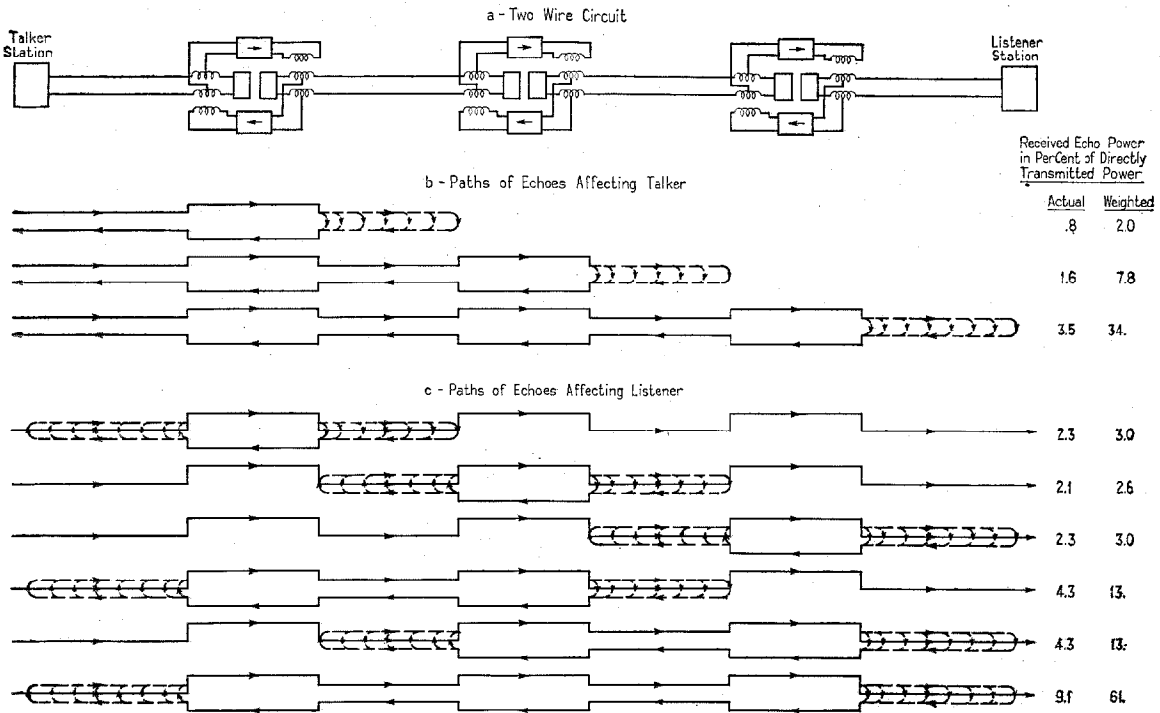 a - Two Wire Circuit
Talker
Station
Listener
Station
Received Echo Power
in PerCent of Directly
Transmitted Power
b - Paths of Echoes Affecting Talker
Actual Weighted
.8 2.0
1.6 7.8
3.5 34.
c - Paths of Echoes Affecting Listener
2.3 3.0
2.1 2.6
2.3 3.0
4.3 13.
4.3 13.
9.1 61.